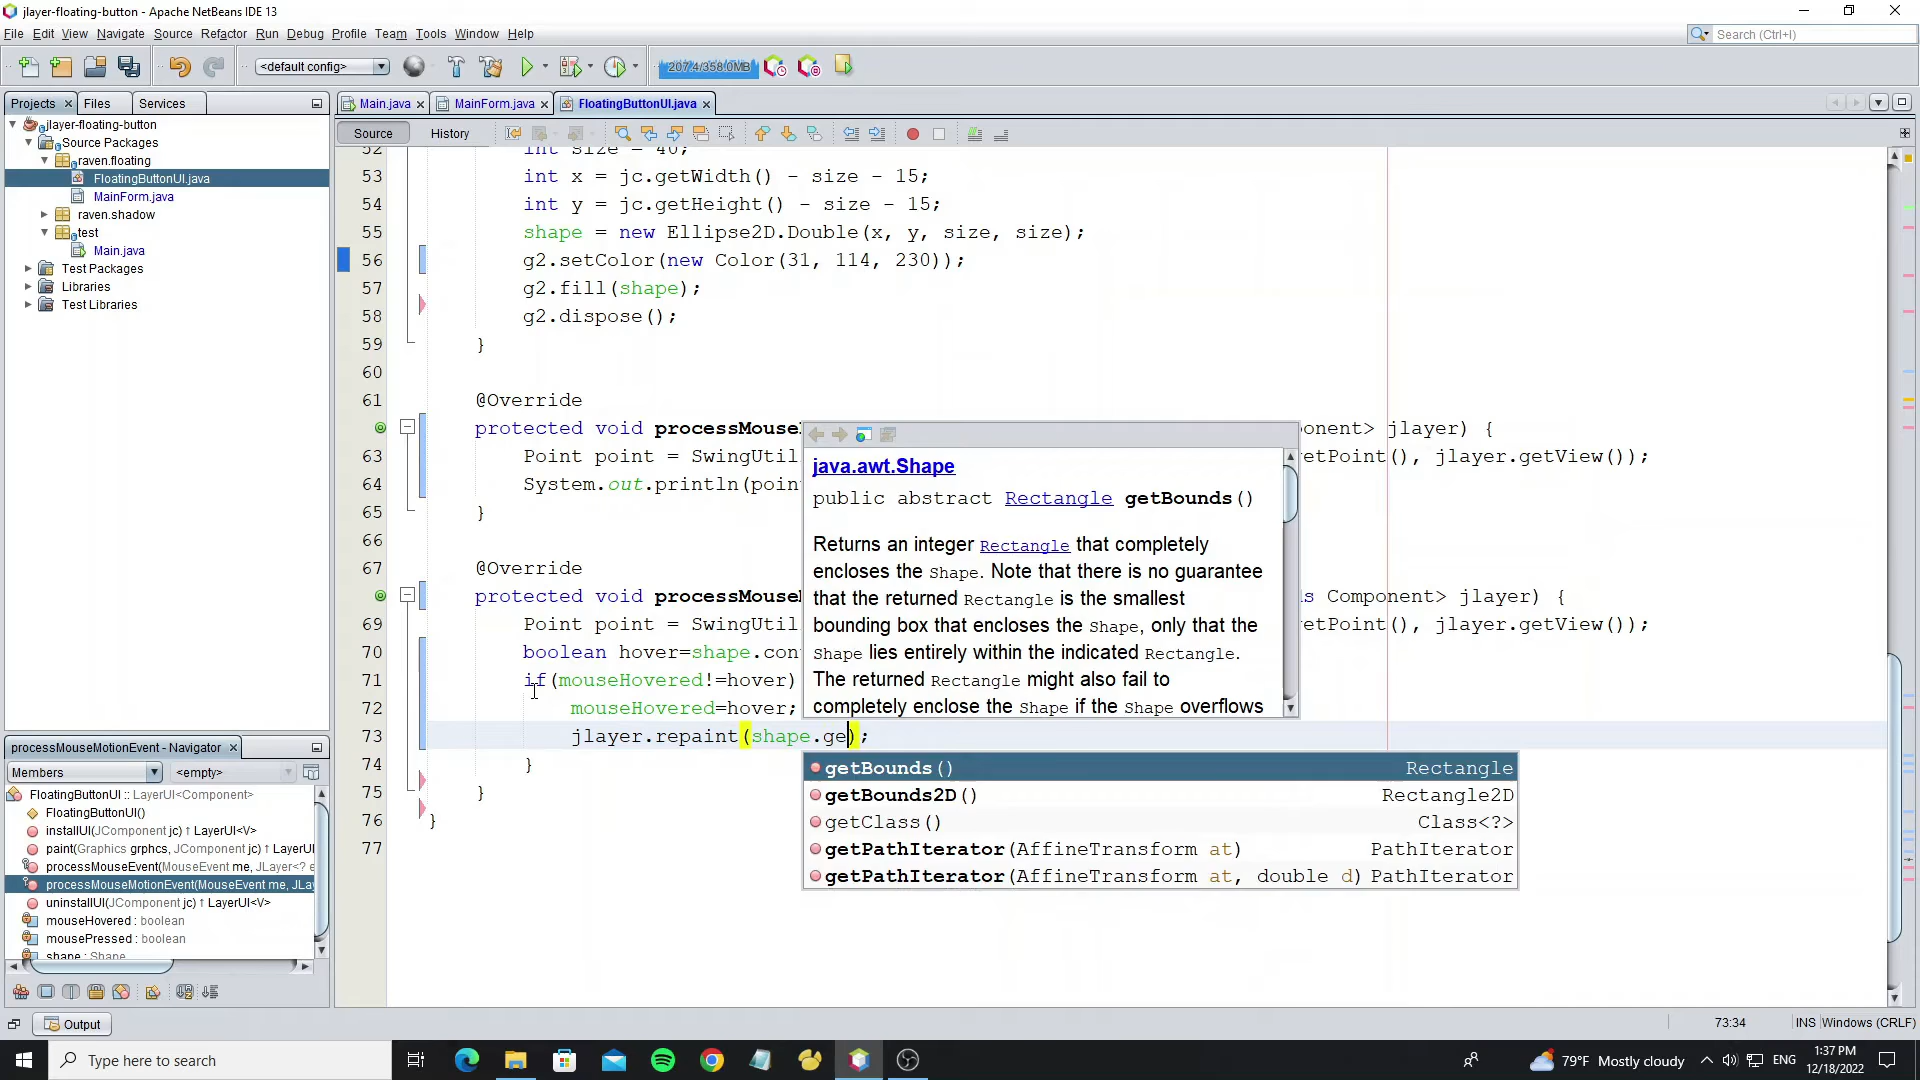 jlayer-floating-button - Apache NetBeans IDE 13
File Edit View Navigate Source Refactor Run Debug Profile Team Tools Window Help
Search (Ctrl+I)
<default config>
207.4/358.0MB
Projects
Files
Services
Main.java
MainForm.java
FloatingButtonUI.java
Source
History
jlayer-floating-button
Source Packages
raven.floating
FloatingButtonUI.java
MainForm.java
raven.shadow
test
Main.java
Test Packages
Libraries
Test Libraries
52 int size = 40;
53 int x = jc.getWidth() - size - 15;
54 int y = jc.getHeight() - size - 15;
55 shape = new Ellipse2D.Double(x, y, size, size);
56 g2.setColor(new Color(31, 114, 230));
57 g2.fill(shape);
58 g2.dispose();
59 }
60
61 @Override
protected void processMouse ponent> jlayer) {
63 Point point = SwingUtil etPoint(), jlayer.getView());
64 System.out.println(poin
65 }
66
67 @Override
protected void processMouse s Component> jlayer) {
69 Point point = SwingUtil etPoint(), jlayer.getView());
70 boolean hover=shape.con
71 if(mouseHovered!=hover)
72 mouseHovered=hover;
73 jlayer.repaint(shape.ge);
74 }
75 }
76 }
77
java.awt.Shape
public abstract Rectangle getBounds()
Returns an integer Rectangle that completely
encloses the Shape. Note that there is no guarantee
that the returned Rectangle is the smallest
bounding box that encloses the Shape, only that the
Shape lies entirely within the indicated Rectangle.
The returned Rectangle might also fail to
completely enclose the Shape if the Shape overflows
getBounds() Rectangle
getBounds2D() Rectangle2D
getClass() Class<?>
getPathIterator(AffineTransform at) PathIterator
getPathIterator(AffineTransform at, double d) PathIterator
processMouseMotionEvent - Navigator
Members
<empty>
FloatingButtonUI :: LayerUI<Component>
FloatingButtonUI()
installUI(JComponent jc) ↑ LayerUI<V>
paint(Graphics grphcs, JComponent jc) ↑ LayerUI
processMouseEvent(MouseEvent me, JLayer<? e
processMouseMotionEvent(MouseEvent me, JLa
uninstallUI(JComponent jc) ↑ LayerUI<V>
mouseHovered : boolean
mousePressed : boolean
shape : Shape
Output
73:34
INS
Windows (CRLF)
Type here to search
79°F Mostly cloudy
ENG
1:37 PM
12/18/2022